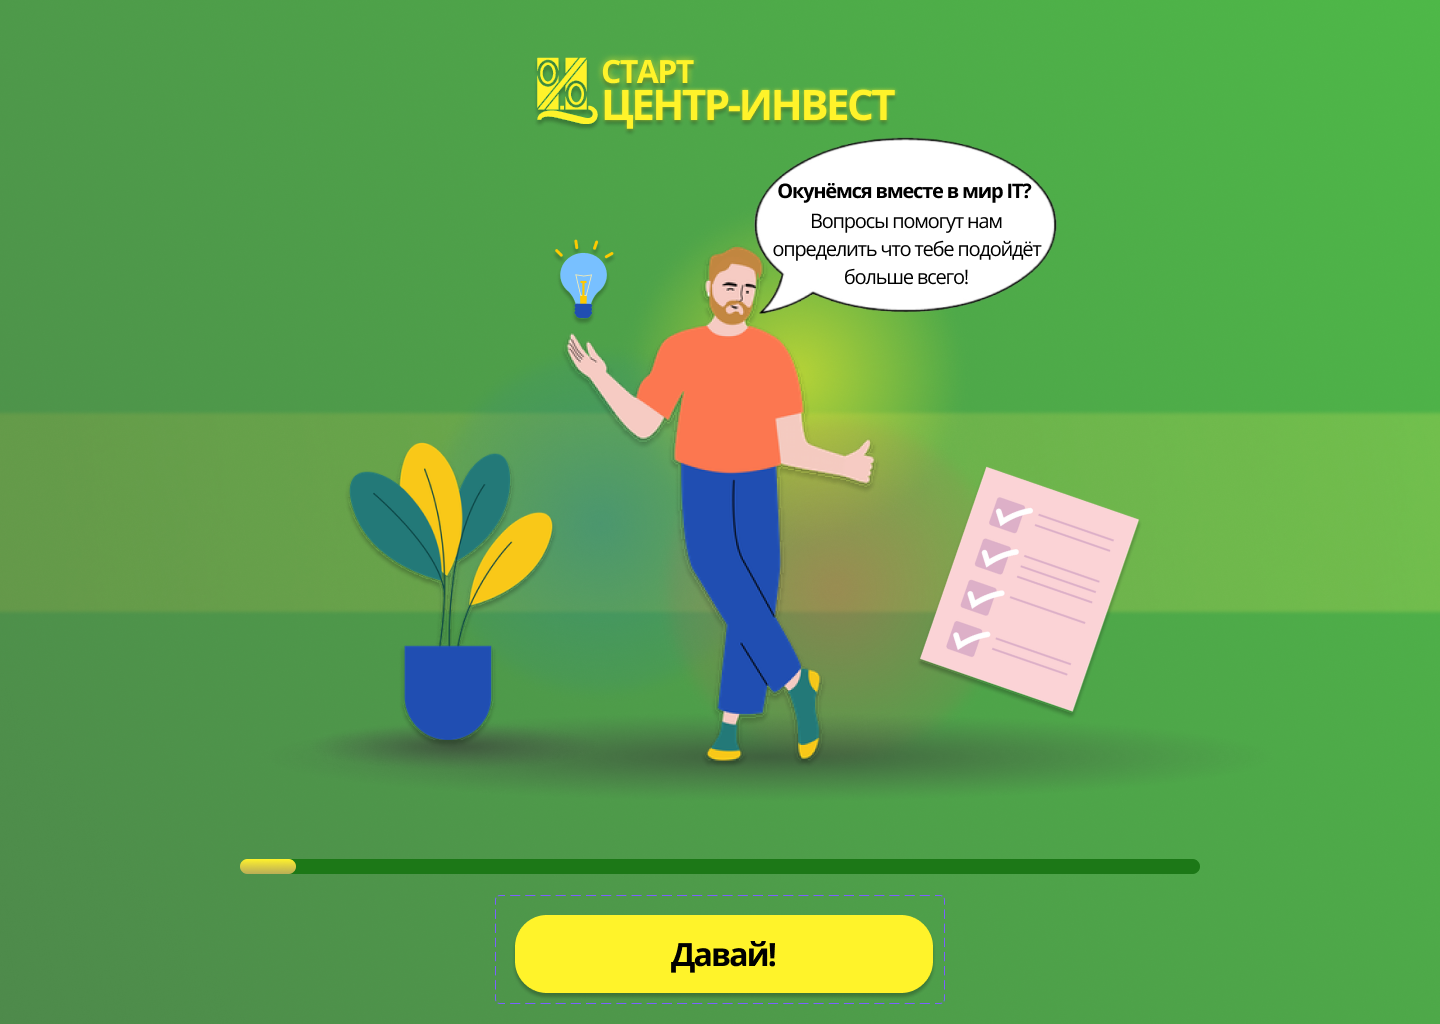 СТАРТ
ЦЕНТР-ИНВЕСТ
Окунёмся вместе в мир IT?
Вопросы помогут нам
определить что тебе подойдёт
больше всего!
Давай!